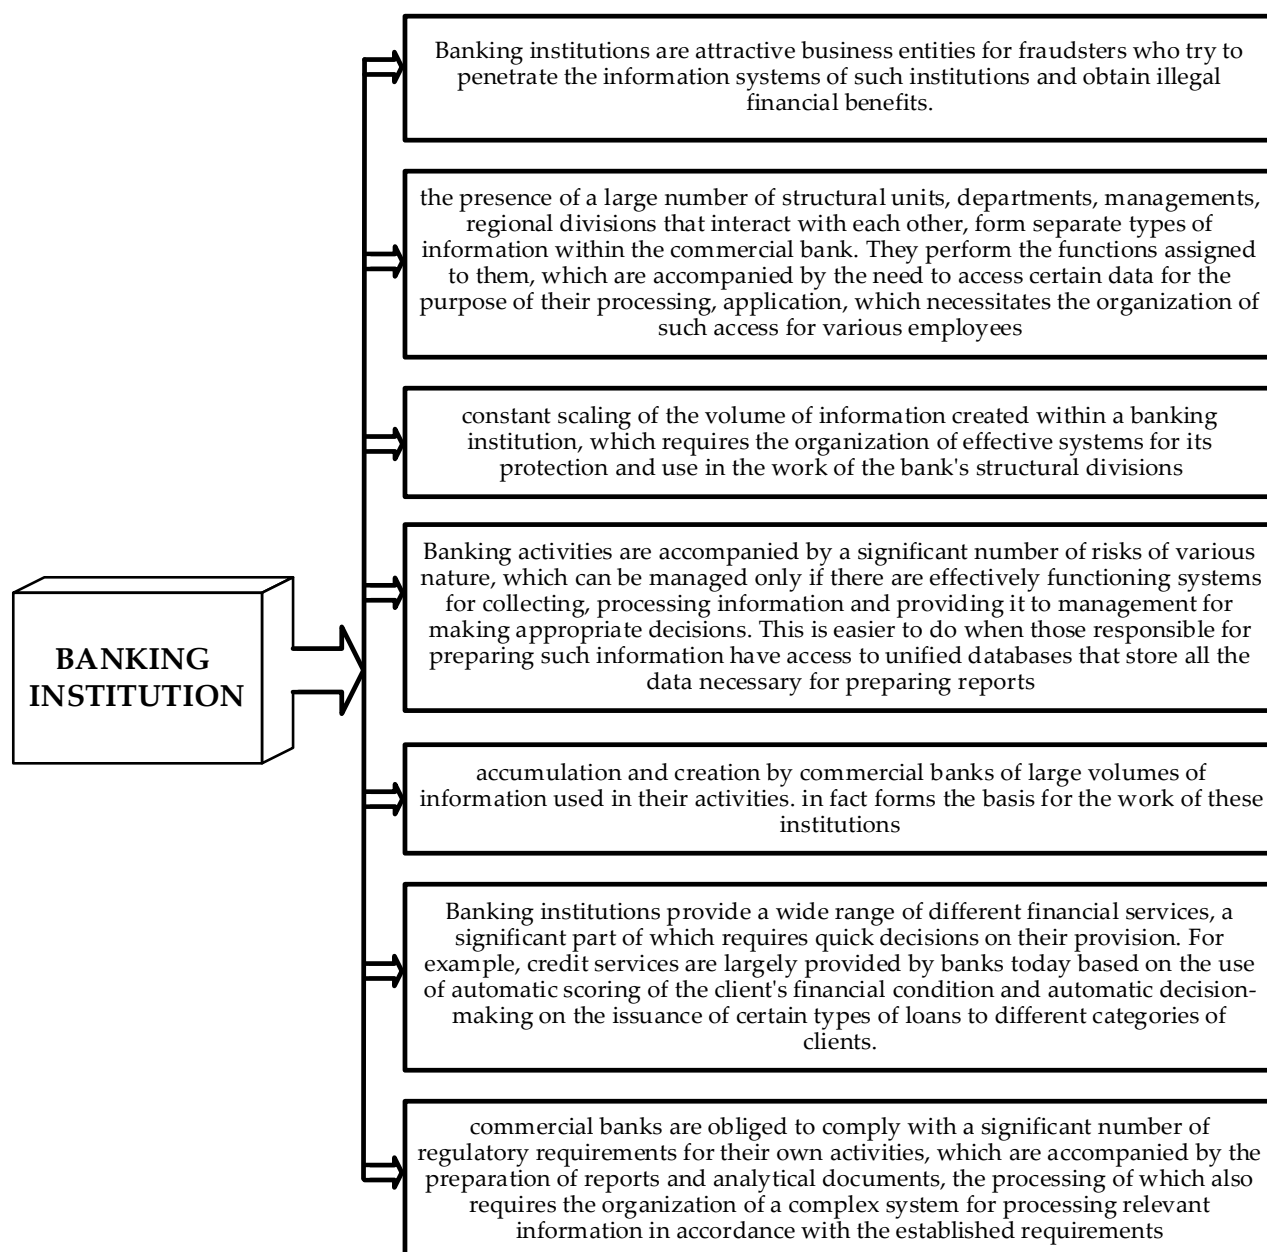 Banking institutions are attractive business entities for fraudsters who try to
penetrate the information systems of such institutions and obtain illegal
financial benefits.
the presence of a large number of structural units, departments, managements,
regional divisions that interact with each other, form separate types of
information within the commercial bank. They perform the functions assigned
to them, which are accompanied by the need to access certain data for the
purpose of their processing, application, which necessitates the organization of
such access for various employees
constant scaling of the volume of information created within a banking
institution, which requires the organization of effective systems for its
protection and use in the work of the bank's structural divisions
Banking activities are accompanied by a significant number of risks of various
nature, which can be managed only if there are effectively functioning systems
for collecting, processing information and providing it to management for
making appropriate decisions. This is easier to do when those responsible for
preparing such information have access to unified databases that store all the
data necessary for preparing reports
BANKING
INSTITUTION
accumulation and creation by commercial banks of large volumes of
information used in their activities. in fact forms the basis for the work of these
institutions
Banking institutions provide a wide range of different financial services, a
significant part of which requires quick decisions on their provision. For
example, credit services are largely provided by banks today based on the use
of automatic scoring of the client's financial condition and automatic decision-
making on the issuance of certain types of loans to different categories of
clients.
commercial banks are obliged to comply with a significant number of
regulatory requirements for their own activities, which are accompanied by the
preparation of reports and analytical documents, the processing of which also
requires the organization of a complex system for processing relevant
information in accordance with the established requirements